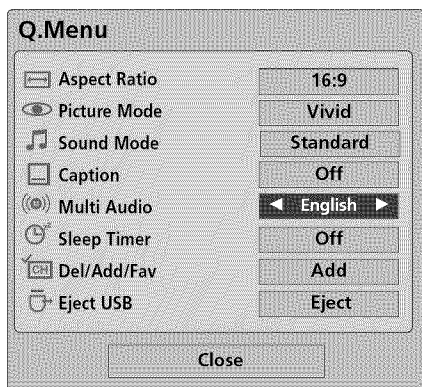 Q.Menu
Aspect Ratio 16:9
Picture Mode Vivid
Sound Mode Standard
Caption Off
Multi Audio ◄ English ►
Sleep Timer Off
CH Del/Add/Fav Add
Eject USB Eject
Close